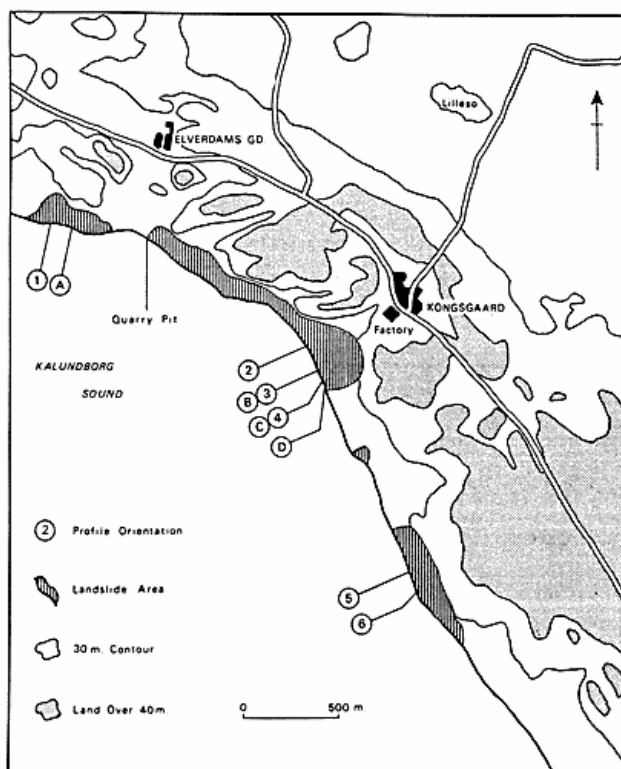 Lilleso
ELVERDAMS GD.
1
A
Quarry Pit
KONGSGAARD
Factory
KALUNDBORG
SOUND
2
B
3
C
4
D
5
6
2 Profile Orientation
Landslide Area
30 m. Contour
Land Over 40 m.
0 500 m.